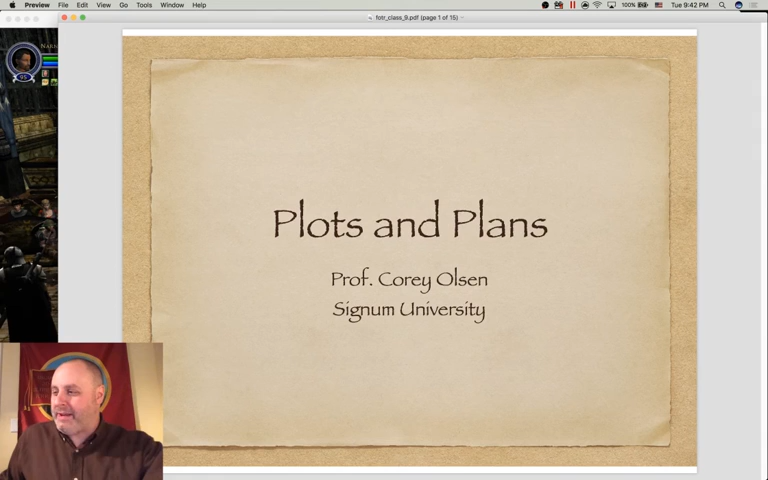 Preview File Edit View Go Tools Window Help
100% Tue 9:42 PM
fotr_class_9.pdf (page 1 of 15)
95
Plots and Plans
Prof. Corey Olsen
Signum University